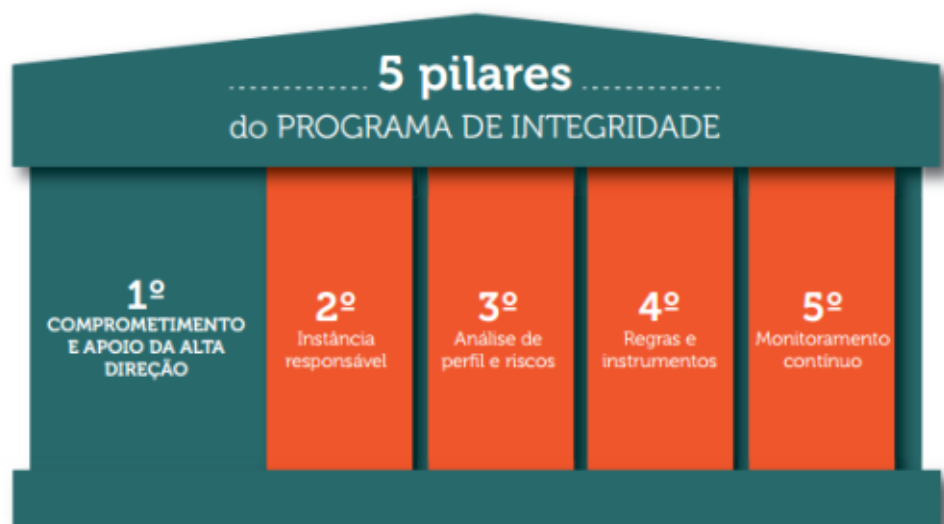 5 pilares
do PROGRAMA DE INTEGRIDADE
1º
COMPROMETIMENTO
E APOIO DA ALTA
DIREÇÃO
2º
Instância
responsável
3º
Análise de
perfil e riscos
4º
Regras e
instrumentos
5º
Monitoramento
contínuo